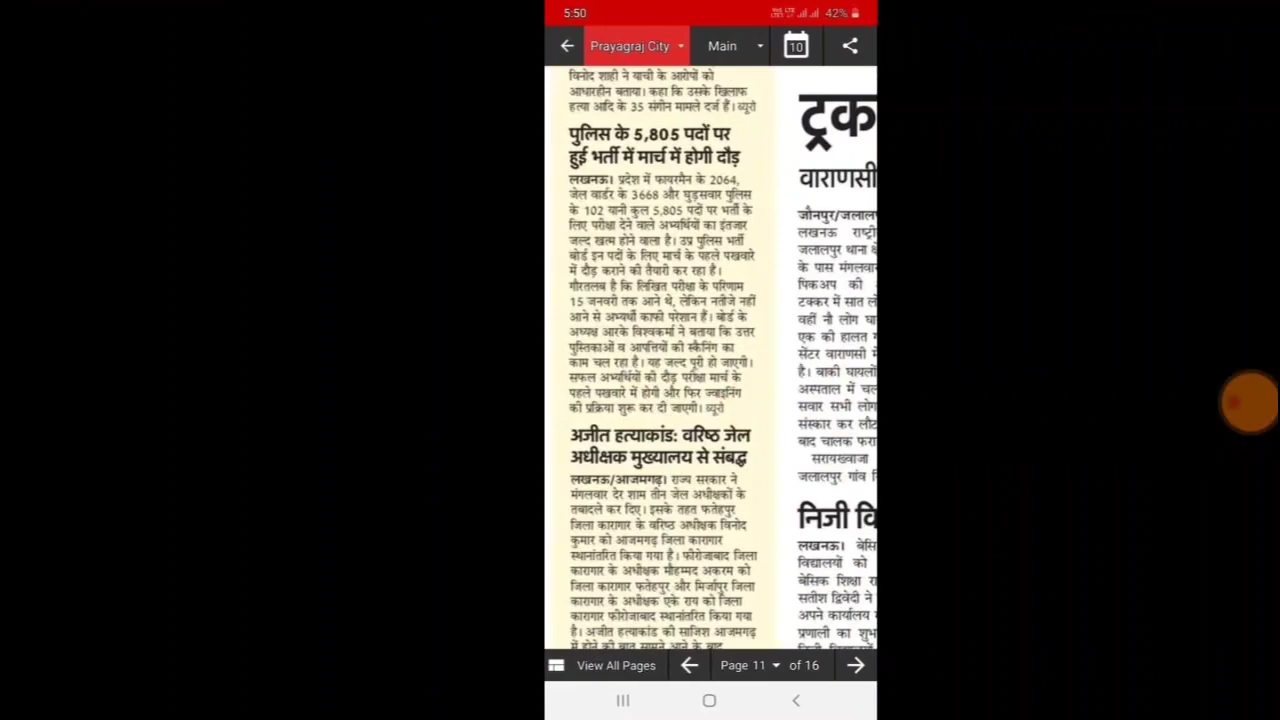 5:50
42%
Prayagraj City
Main
10
विनोद शाही ने याची के आरोपों को
आधारहीन बताया। कहा कि उसके खिलाफ
हत्या आदि के 35 संगीन मामले दर्ज हैं। ब्यूरो
पुलिस के 5,805 पदों पर
हुई भर्ती में मार्च में होगी दौड़
लखनऊ। प्रदेश में फायरमैन के 2064,
जेल वार्डर के 3668 और घुड़सवार पुलिस
के 102 यानी कुल 5,805 पदों पर भर्ती के
लिए परीक्षा देने वाले अभ्यर्थियों का इंतजार
जल्द खत्म होने वाला है। उप्र पुलिस भर्ती
बोर्ड इन पदों के लिए मार्च के पहले पखवारे
में दौड़ कराने की तैयारी कर रहा है।
गौरतलब है कि लिखित परीक्षा के परिणाम
15 जनवरी तक आने थे, लेकिन नतीजे नहीं
आने से अभ्यर्थी काफी परेशान हैं। बोर्ड के
अध्यक्ष आरके विश्वकर्मा ने बताया कि उत्तर
पुस्तिकाओं व आपत्तियों की स्कैनिंग का
काम चल रहा है। यह जल्द पूरी हो जाएगी।
सफल अभ्यर्थियों की दौड़ परीक्षा मार्च के
पहले पखवारे में होगी और फिर ज्वाइनिंग
की प्रक्रिया शुरू कर दी जाएगी। ब्यूरो
अजीत हत्याकांड: वरिष्ठ जेल
अधीक्षक मुख्यालय से संबद्ध
लखनऊ/आजमगढ़। राज्य सरकार ने
मंगलवार देर शाम तीन जेल अधीक्षकों के
तबादले कर दिए। इसके तहत फतेहपुर
जिला कारागार के वरिष्ठ अधीक्षक विनोद
कुमार को आजमगढ़ जिला कारागार
स्थानांतरित किया गया है। फीरोजाबाद जिला
कारागार के अधीक्षक मौहम्मद अकरम को
जिला कारागार फतेहपुर और मिर्जापुर जिला
कारागार के अधीक्षक एके राय को जिला
कारागार फीरोजाबाद स्थानांतरित किया गया
है। अजीत हत्याकांड की साजिश आजमगढ़
में होने की बात सामने आने के बाद
ट्रक
वाराणसी
जौनपुर/जलालप
लखनऊ राष्ट्री
जलालपुर थाना क्षे
के पास मंगलवा
पिकअप की
टक्कर में सात ल
वहीं नौ लोग घा
एक की हालत
सेंटर वाराणसी में
है। बाकी घायलों
अस्पताल में चल
सवार सभी लोग
संस्कार कर लौट
बाद चालक फरा
सरायख्वाजा
जलालपुर गांव
निजी वि
लखनऊ। बेसि
विद्यालयों को
बेसिक शिक्षा रा
सतीश द्विवेदी ने
अपने कार्यालय
प्रणाली का शुभ
View All Pages
Page 11
of 16